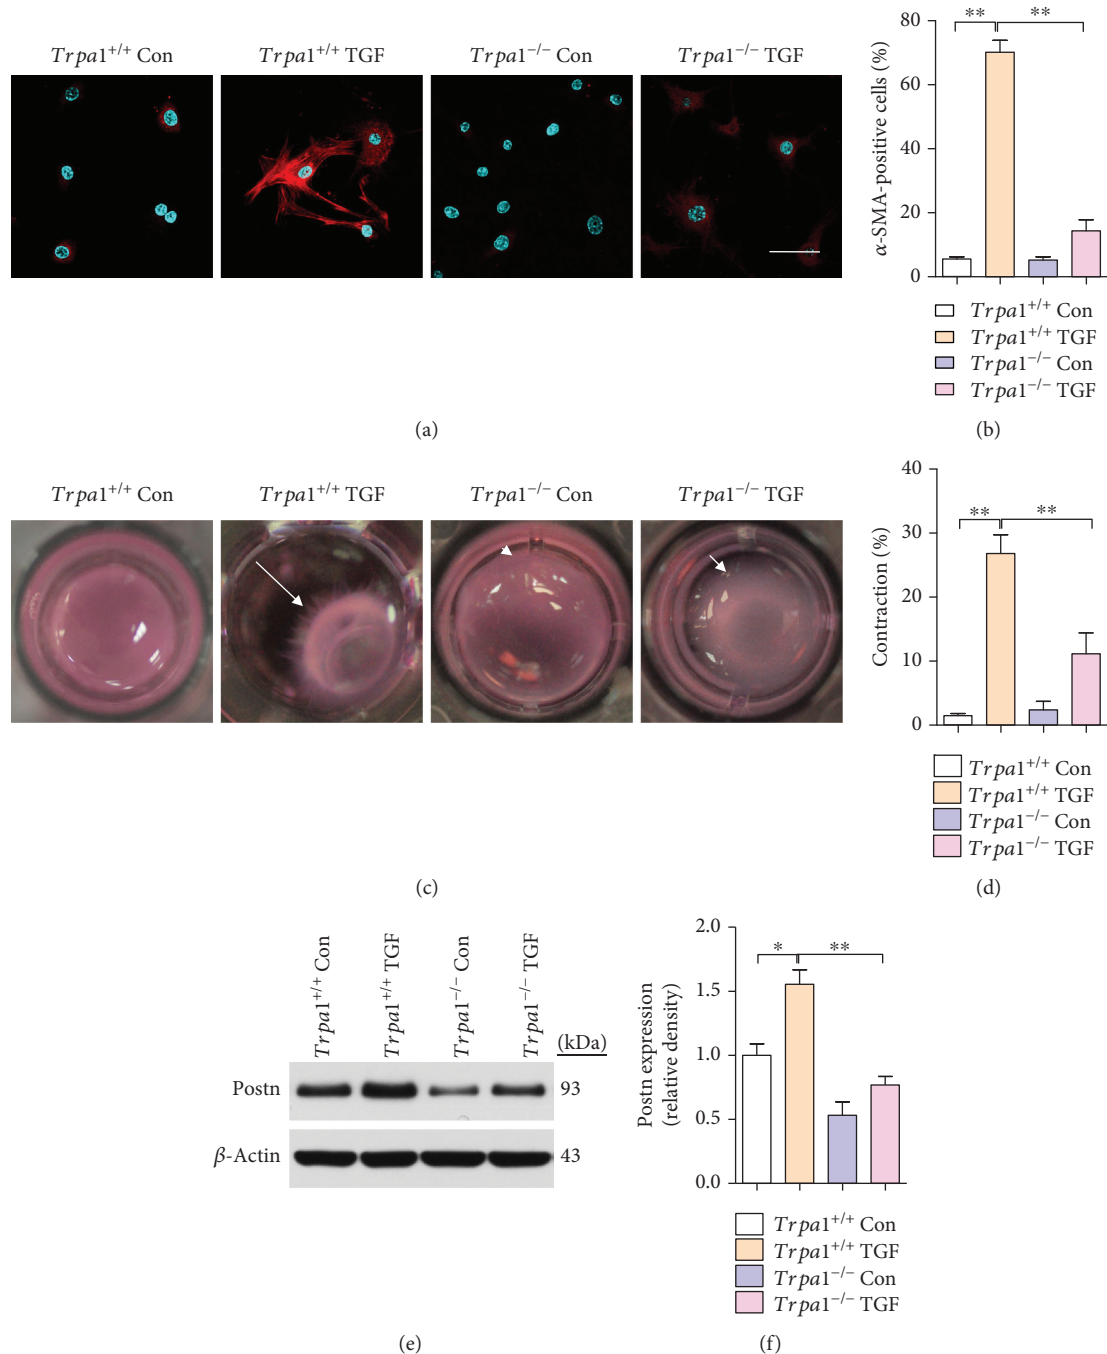 Trpa1+/+ Con
Trpa1+/+ TGF
Trpa1−/− Con
Trpa1−/− TGF
(a)
α-SMA-positive cells (%)
80
60
40
20
0
**
**
Trpa1+/+ Con
Trpa1+/+ TGF
Trpa1−/− Con
Trpa1−/− TGF
(b)
Trpa1+/+ Con
Trpa1+/+ TGF
Trpa1−/− Con
Trpa1−/− TGF
(c)
Contraction (%)
40
30
20
10
0
**
**
Trpa1+/+ Con
Trpa1+/+ TGF
Trpa1−/− Con
Trpa1−/− TGF
(d)
Trpa1+/+ Con
Trpa1+/+ TGF
Trpa1−/− Con
Trpa1−/− TGF
(kDa)
Postn
93
β-Actin
43
(e)
Postn expression
(relative density)
2.0
1.5
1.0
0.5
0.0
*
**
Trpa1+/+ Con
Trpa1+/+ TGF
Trpa1−/− Con
Trpa1−/− TGF
(f)